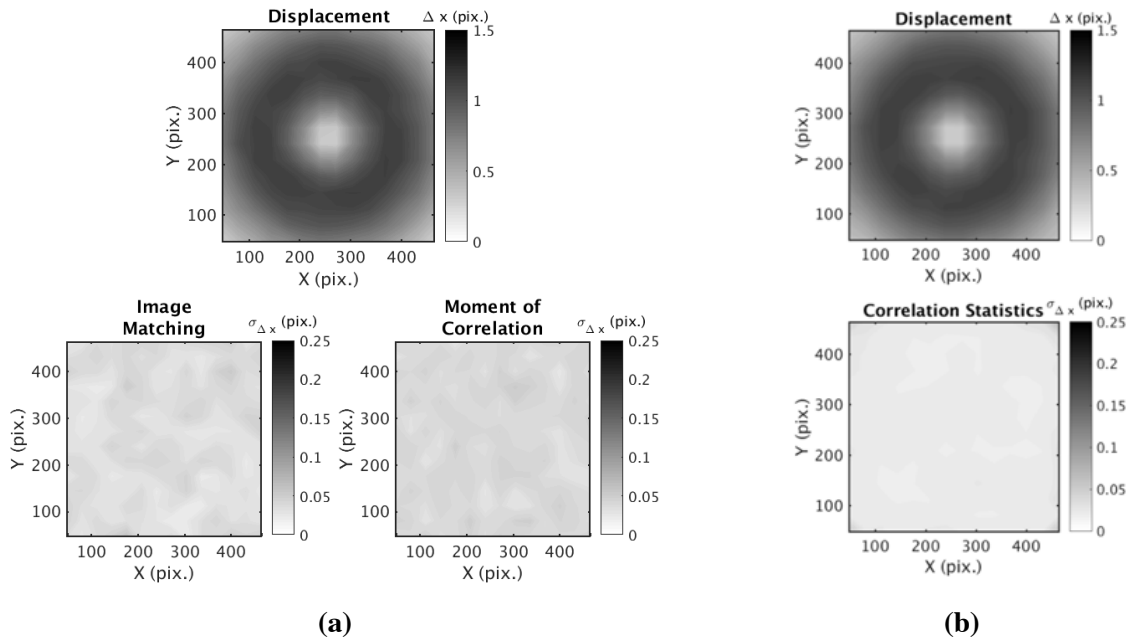 Displacement
Δ x (pix.)
1.5
1
0.5
0
400
300
200
100
Y (pix.)
100 200 300 400
X (pix.)
Image
Matching
σΔ x (pix.)
0.25
0.2
0.15
0.1
0.05
0
400
300
200
100
Y (pix.)
100 200 300 400
X (pix.)
Moment of
Correlation
σΔ x (pix.)
0.25
0.2
0.15
0.1
0.05
0
400
300
200
100
Y (pix.)
100 200 300 400
X (pix.)
(a)
Displacement
Δ x (pix.)
1.5
1
0.5
0
400
300
200
100
Y (pix.)
100 200 300 400
X (pix.)
Correlation Statistics
σΔ x (pix.)
0.25
0.2
0.15
0.1
0.05
0
400
300
200
100
Y (pix.)
100 200 300 400
X (pix.)
(b)